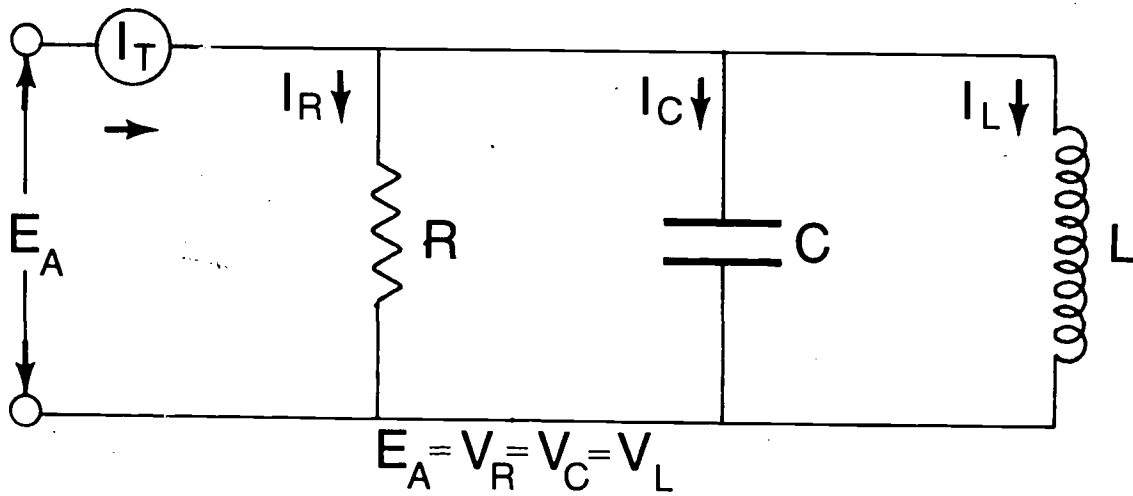 I_T
I_R I_C I_L
E_A R C L
E_A = V_R = V_C = V_L